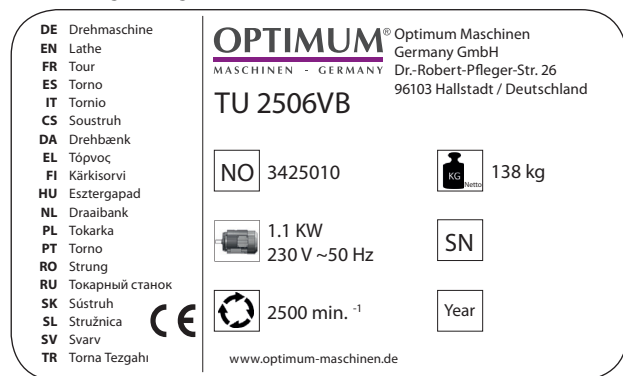 DE Drehmaschine
EN Lathe
FR Tour
ES Torno
IT Tornio
CS Soustruh
DA Drehbænk
EL Τόρνος
FI Kärkisorvi
HU Esztergapad
NL Draaibank
PL Tokarka
PT Torno
RO Strung
RU Токарный станок
SK Sústruh
SL Stružnica
SV Svarv
TR Torna Tezgahı
CE
OPTIMUM®
MASCHINEN - GERMANY
Optimum Maschinen
Germany GmbH
Dr.-Robert-Pfleger-Str. 26
96103 Hallstadt / Deutschland
TU 2506VB
NO 3425010
KG Netto 138 kg
1.1 KW
230 V ~50 Hz
SN
2500 min. -1
Year
www.optimum-maschinen.de